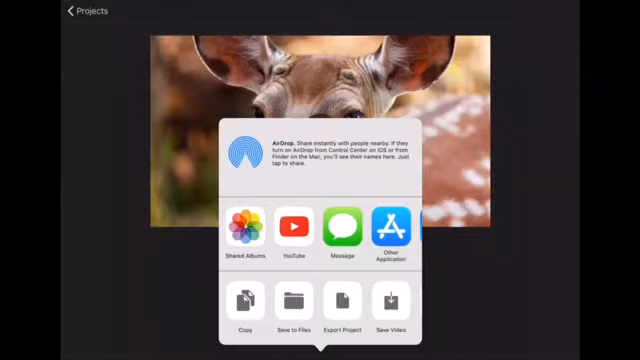 Projects
AirDrop. Share instantly with people nearby. If they
turn on AirDrop from Control Center on iOS or from
Finder on the Mac, you'll see their names here. Just
tap to share.
Shared Albums
YouTube
Message
Other
Application
Copy
Save to Files
Export Project
Save Video